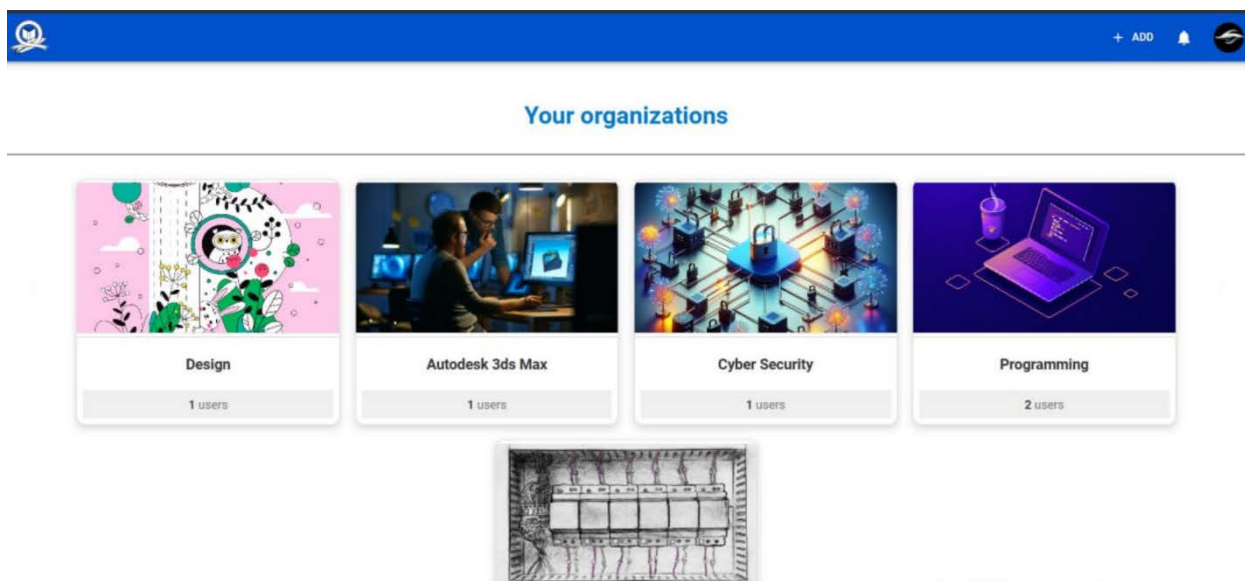 + ADD
Your organizations
Design
Autodesk 3ds Max
Cyber Security
Programming
1 users
1 users
1 users
2 users